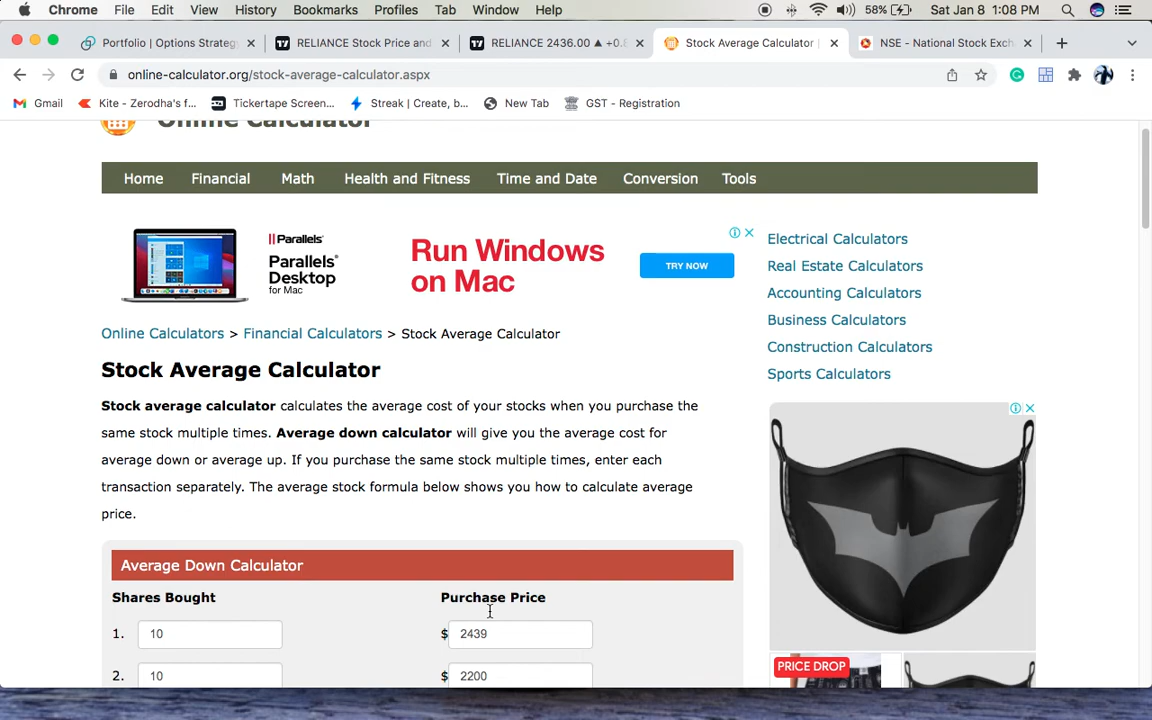 Chrome File Edit View History Bookmarks Profiles Tab Window Help 58% Sat Jan 8 1:08 PM
Portfolio | Options Strateg RELIANCE Stock Price and RELIANCE 2436.00 ▲ +0. Stock Average Calculator | NSE - National Stock Exch
online-calculator.org/stock-average-calculator.aspx
Gmail Kite - Zerodha's f... Tickertape Screen... Streak | Create, b... New Tab GST - Registration
Online Calculator
Home Financial Math Health and Fitness Time and Date Conversion Tools
Parallels
Parallels®
Desktop
for Mac
Run Windows
on Mac
TRY NOW
Electrical Calculators
Real Estate Calculators
Accounting Calculators
Business Calculators
Construction Calculators
Sports Calculators
Online Calculators > Financial Calculators > Stock Average Calculator
Stock Average Calculator
Stock average calculator calculates the average cost of your stocks when you purchase the
same stock multiple times. Average down calculator will give you the average cost for
average down or average up. If you purchase the same stock multiple times, enter each
transaction separately. The average stock formula below shows you how to calculate average
price.
Average Down Calculator
Shares Bought Purchase Price
1. 10 $ 2439
2. 10 $ 2200
PRICE DROP